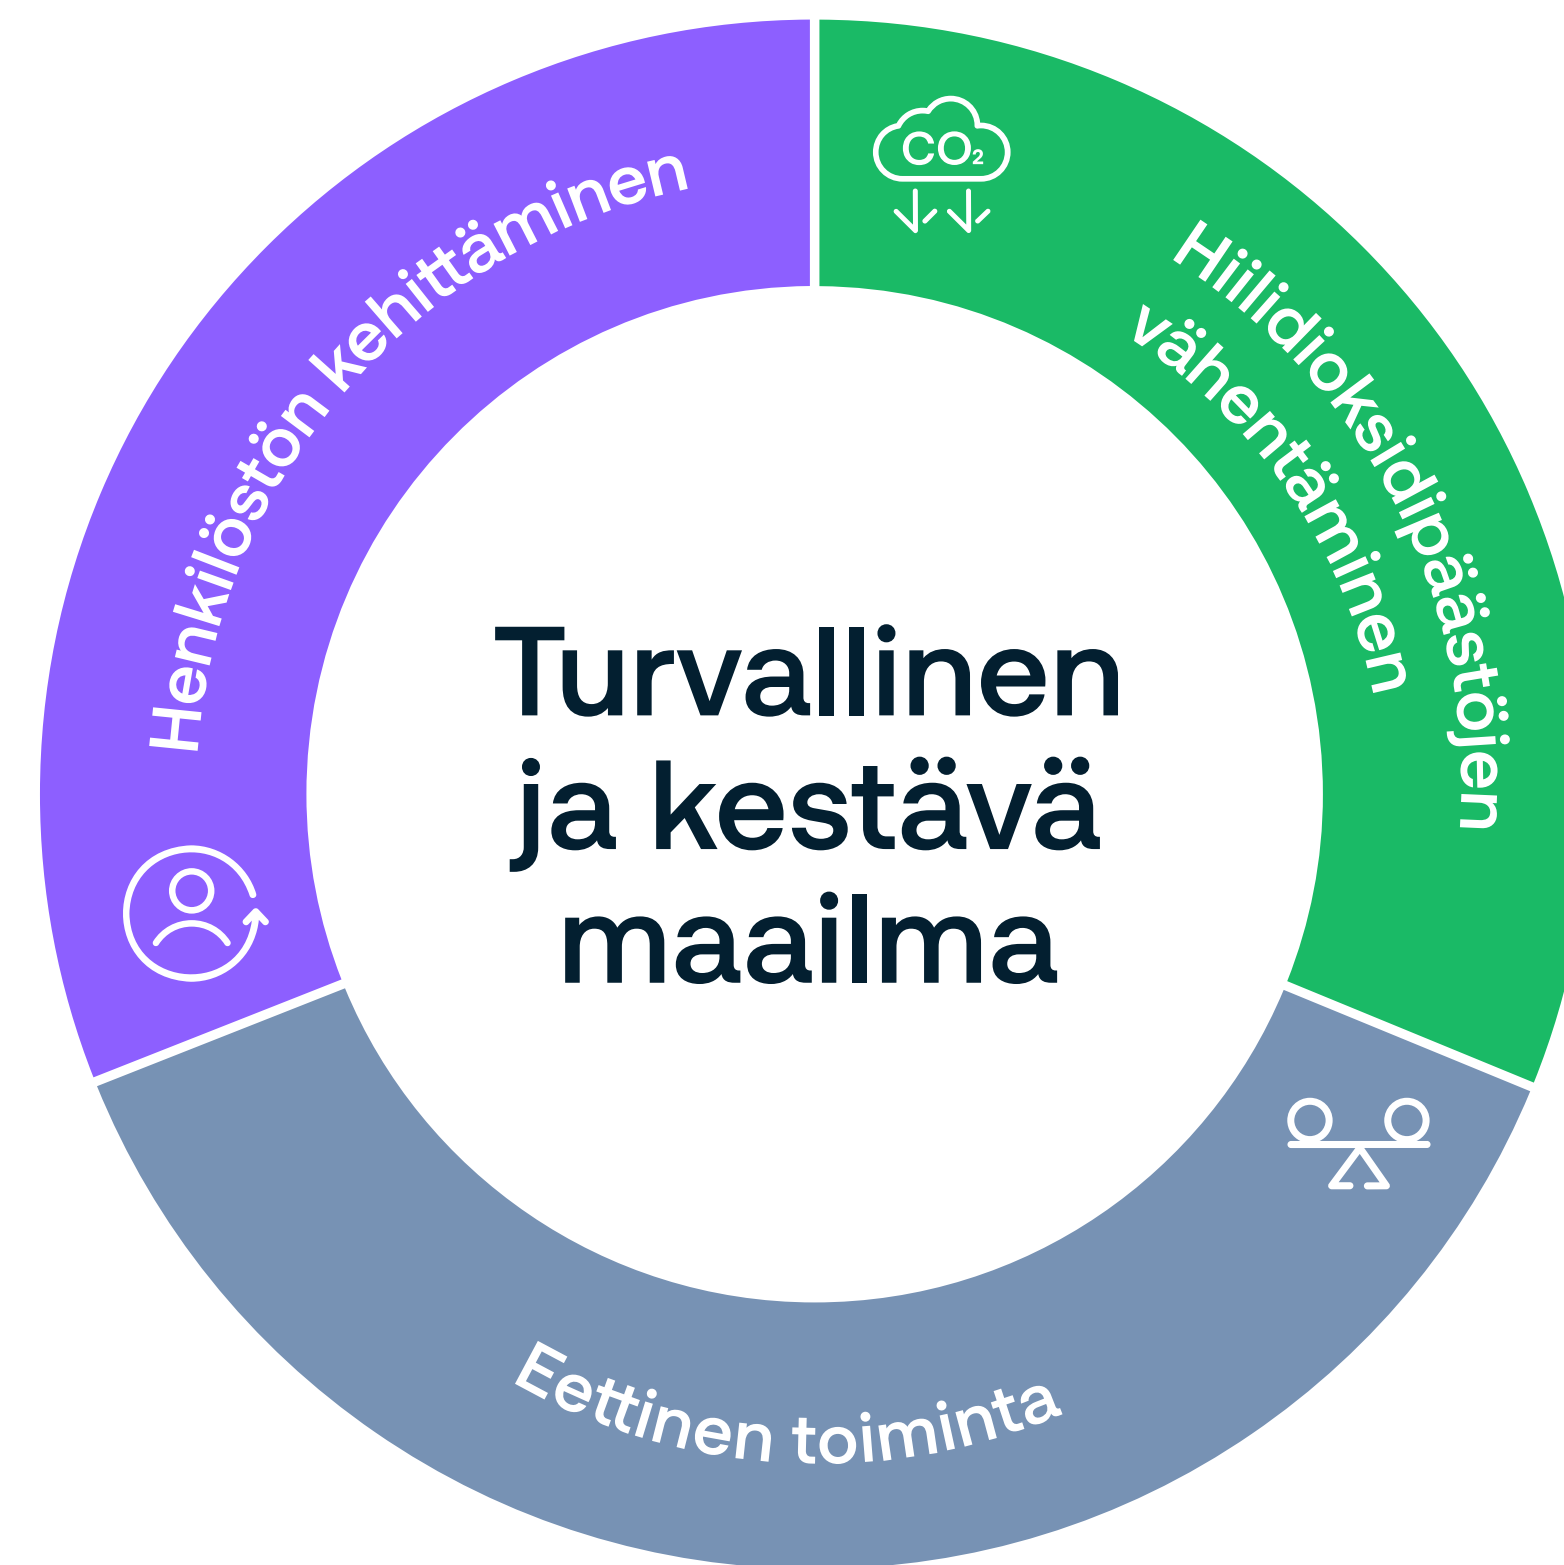 Henkilöstön kehittäminen
CO₂
Hiilidioksidipäästöjen
vähentäminen
Turvallinen
ja kestävä
maailma
Eettinen toiminta